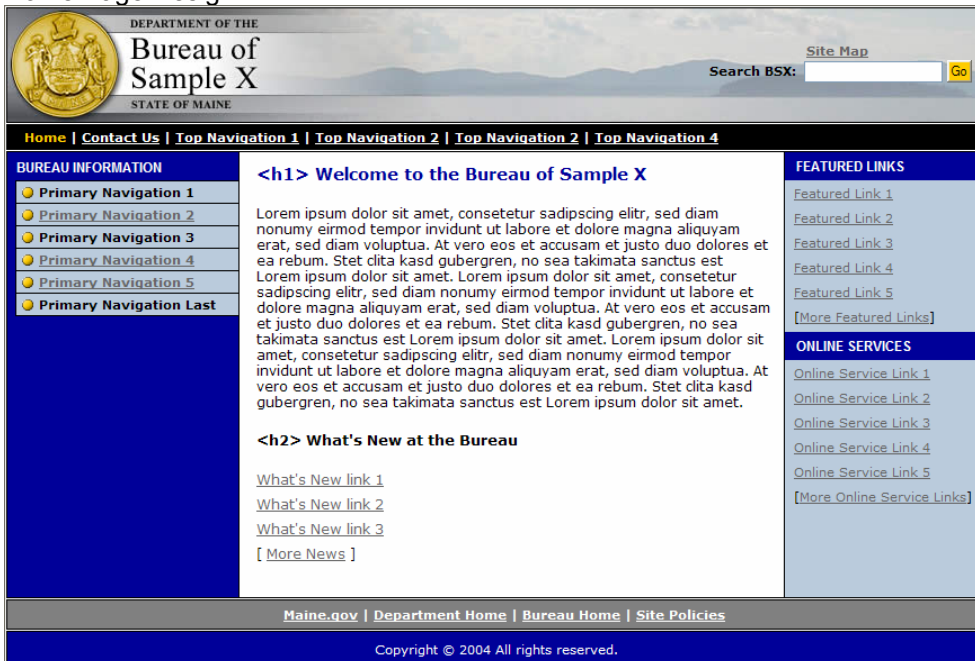 DEPARTMENT OF THE
Bureau of
Sample X
STATE OF MAINE
Site Map
Search BSX:
Go
Home | Contact Us | Top Navigation 1 | Top Navigation 2 | Top Navigation 2 | Top Navigation 4
BUREAU INFORMATION
Primary Navigation 1
Primary Navigation 2
Primary Navigation 3
Primary Navigation 4
Primary Navigation 5
Primary Navigation Last
<h1> Welcome to the Bureau of Sample X
Lorem ipsum dolor sit amet, consetetur sadipscing elitr, sed diam
nonumy eirmod tempor invidunt ut labore et dolore magna aliquyam
erat, sed diam voluptua. At vero eos et accusam et justo duo dolores et
ea rebum. Stet clita kasd gubergren, no sea takimata sanctus est
Lorem ipsum dolor sit amet. Lorem ipsum dolor sit amet, consetetur
sadipscing elitr, sed diam nonumy eirmod tempor invidunt ut labore et
dolore magna aliquyam erat, sed diam voluptua. At vero eos et accusam
et justo duo dolores et ea rebum. Stet clita kasd gubergren, no sea
takimata sanctus est Lorem ipsum dolor sit amet. Lorem ipsum dolor sit
amet, consetetur sadipscing elitr, sed diam nonumy eirmod tempor
invidunt ut labore et dolore magna aliquyam erat, sed diam voluptua. At
vero eos et accusam et justo duo dolores et ea rebum. Stet clita kasd
gubergren, no sea takimata sanctus est Lorem ipsum dolor sit amet.
<h2> What's New at the Bureau
What's New link 1
What's New link 2
What's New link 3
[ More News ]
FEATURED LINKS
Featured Link 1
Featured Link 2
Featured Link 3
Featured Link 4
Featured Link 5
[More Featured Links]
ONLINE SERVICES
Online Service Link 1
Online Service Link 2
Online Service Link 3
Online Service Link 4
Online Service Link 5
[More Online Service Links]
Maine.gov | Department Home | Bureau Home | Site Policies
Copyright © 2004 All rights reserved.